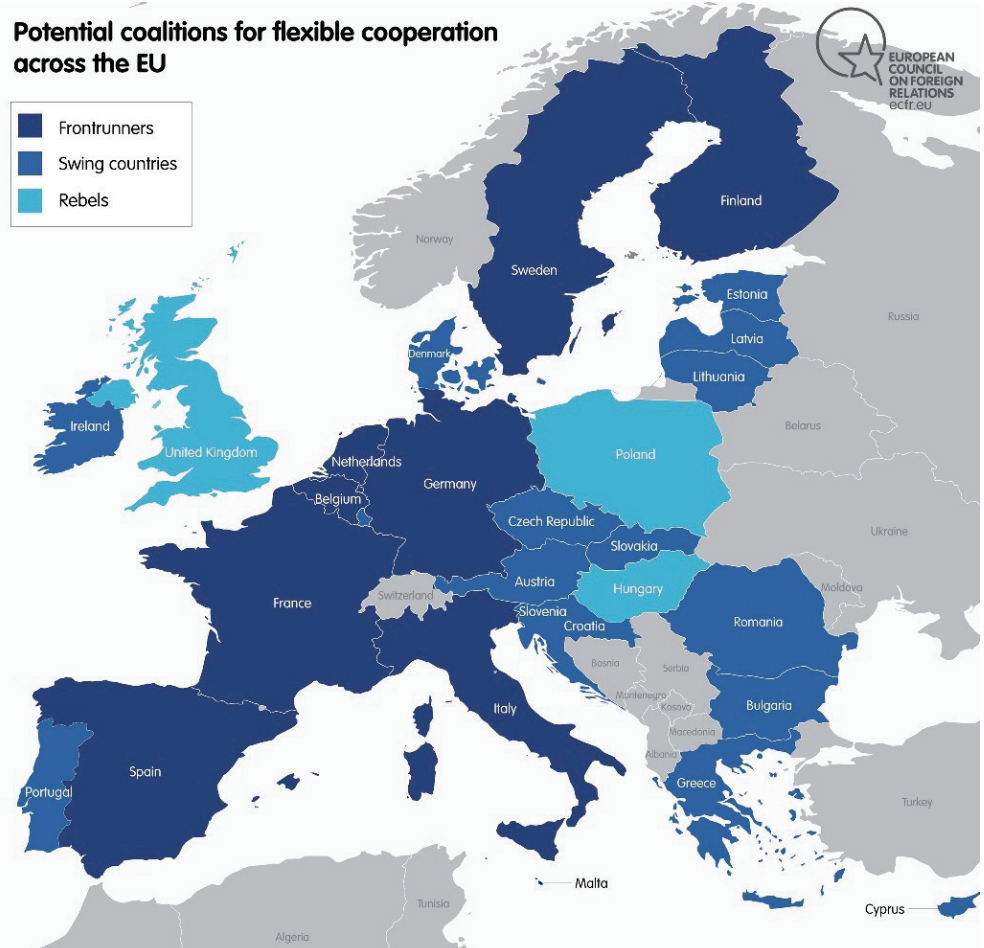 Potential coalitions for flexible cooperation
across the EU
EUROPEAN
COUNCIL
ON FOREIGN
RELATIONS
ecfr.eu
Frontrunners
Swing countries
Rebels
Finland
Norway
Sweden
Estonia
Russia
Latvia
Denmark
Lithuania
Belarus
Ireland
United Kingdom
Netherlands
Poland
Germany
Belgium
Czech Republic
Ukraine
Slovakia
Austria
Hungary
Moldova
Switzerland
France
Slovenia
Croatia
Romania
Bosnia
Serbia
Montenegro
Kosovo
Italy
Bulgaria
Macedonia
Albania
Spain
Greece
Portugal
Turkey
Malta
Tunisia
Cyprus
Algeria